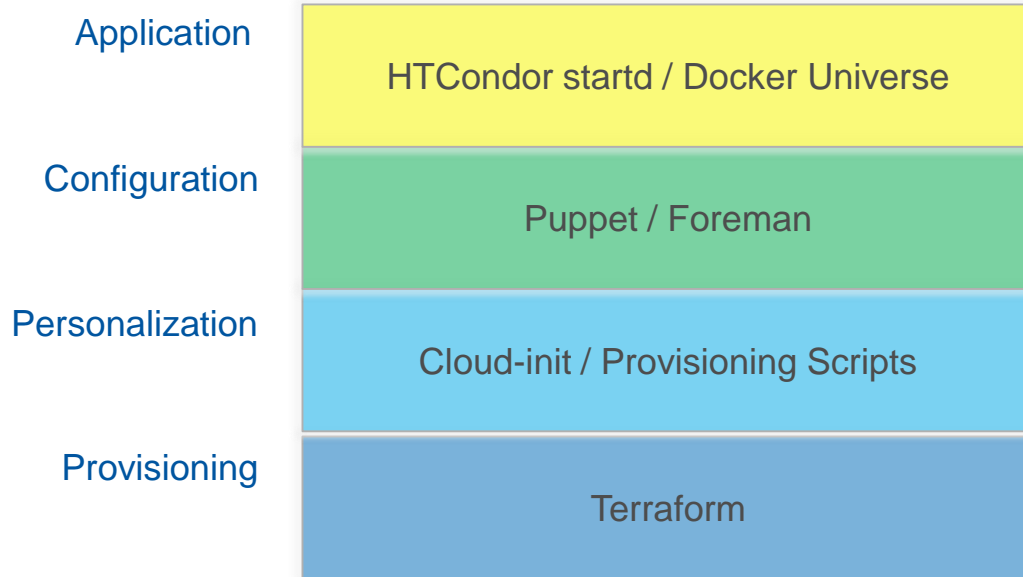 Application
HTCondor startd / Docker Universe
Configuration
Puppet / Foreman
Personalization
Cloud-init / Provisioning Scripts
Provisioning
Terraform